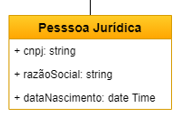 Pesssoa Jurídica
+ cnpj: string
+ razãoSocial: string
+ dataNascimento: date Time